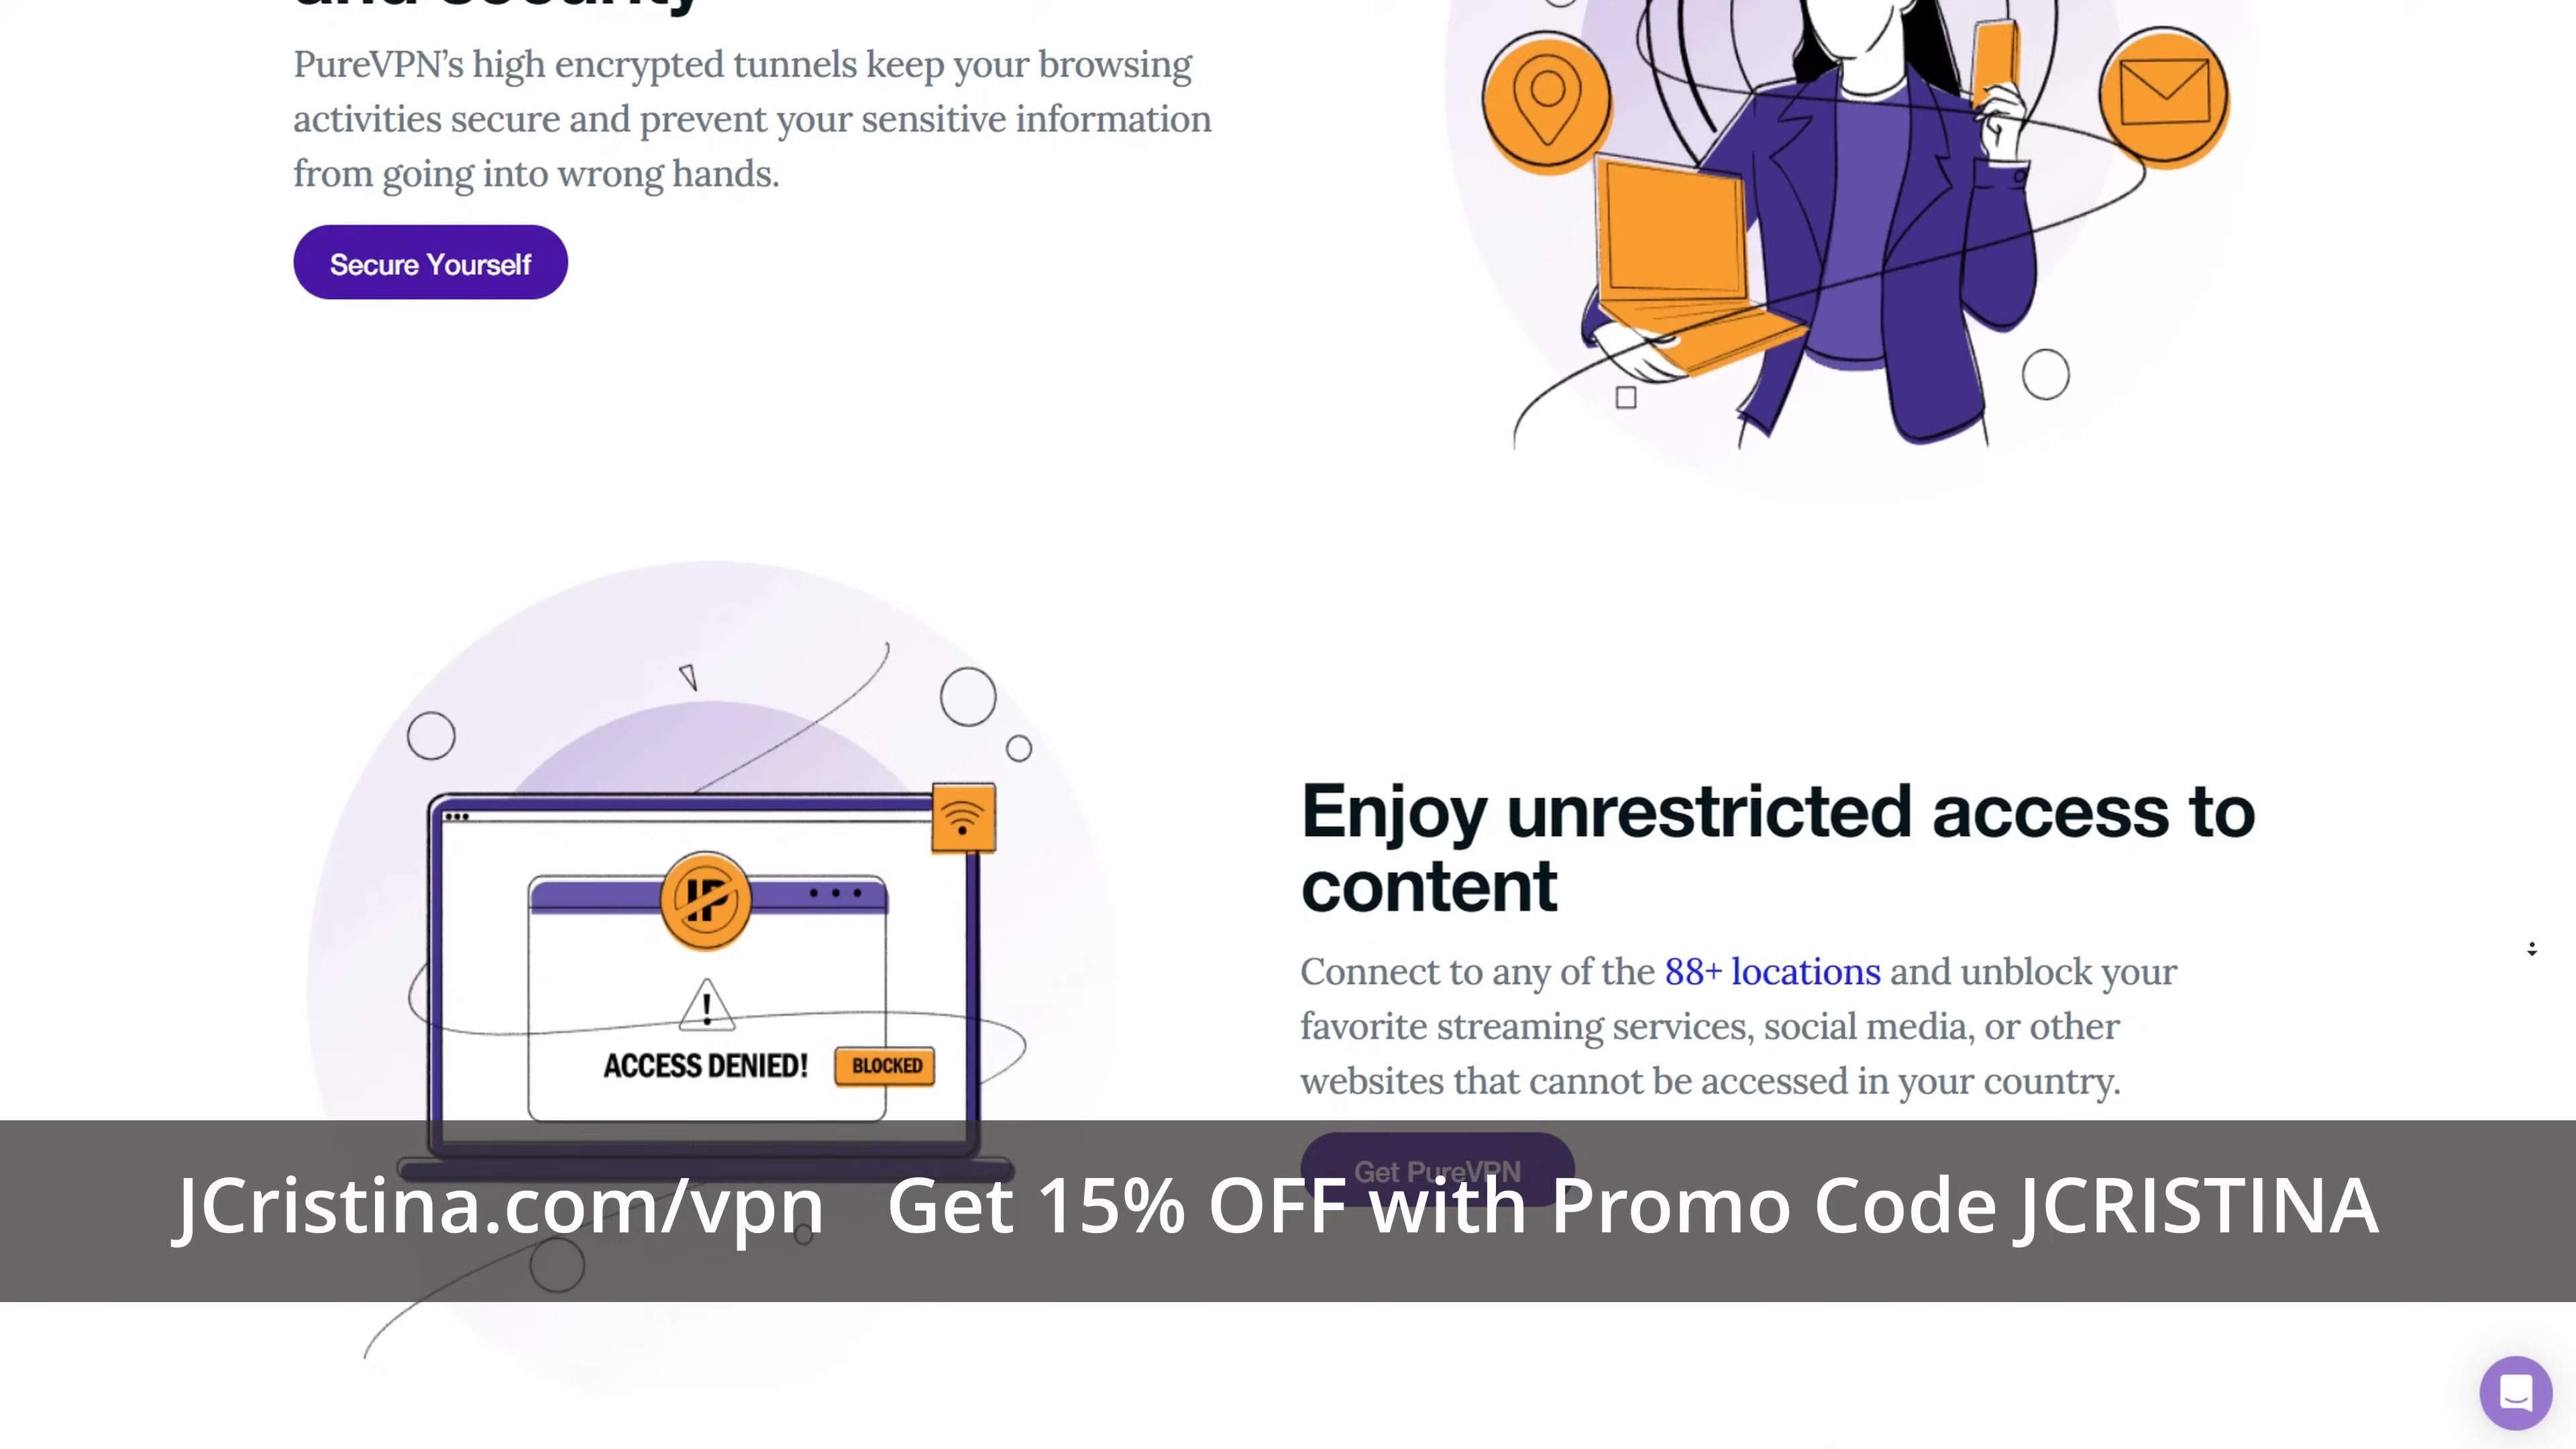 and security
PureVPN’s high encrypted tunnels keep your browsing
activities secure and prevent your sensitive information
from going into wrong hands.
Secure Yourself
IP
ACCESS DENIED!
BLOCKED
Enjoy unrestricted access to
content
Connect to any of the 88+ locations and unblock your
favorite streaming services, social media, or other
websites that cannot be accessed in your country.
Get PureVPN
JCristina.com/vpn Get 15% OFF with Promo Code JCRISTINA